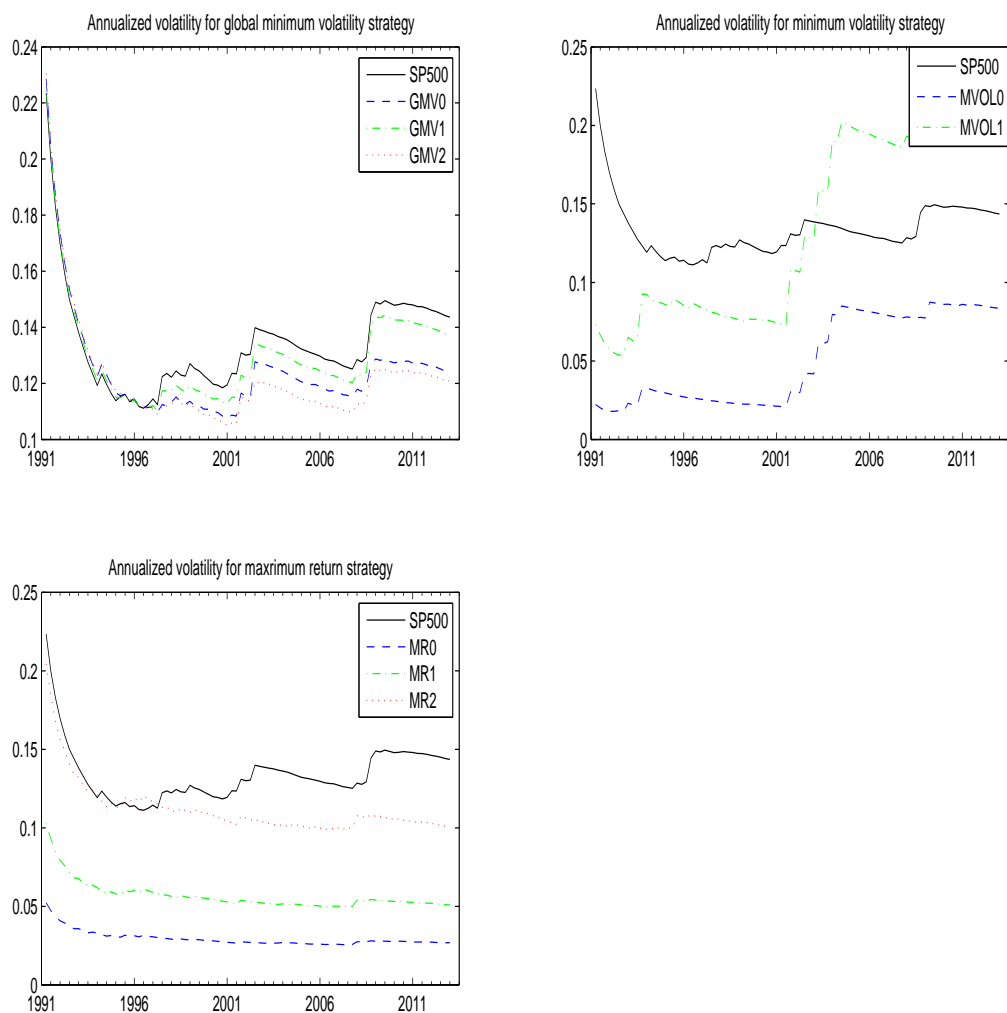 Annualized volatility for global minimum volatility strategy
0.24
0.22
0.2
0.18
0.16
0.14
0.12
0.1
1991
1996
2001
2006
2011
SP500
GMV0
GMV1
GMV2
Annualized volatility for minimum volatility strategy
0.25
0.2
0.15
0.1
0.05
0
1991
1996
2001
2006
2011
SP500
MVOL0
MVOL1
Annualized volatility for maxrimum return strategy
0.25
0.2
0.15
0.1
0.05
0
1991
1996
2001
2006
2011
SP500
MR0
MR1
MR2